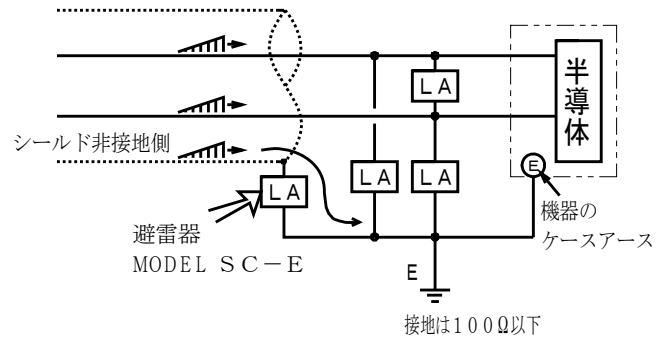 LA
半導体
シールド非接地側
LA
LA
LA
E
避雷器
MODEL SC-E
機器の
ケースアース
E
接地は100Ω以下